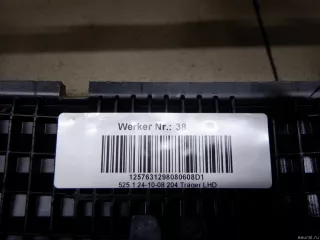 Werker Nr.: 38
1257631298080608D1
525 1 24-10-08 204 Träger LHD